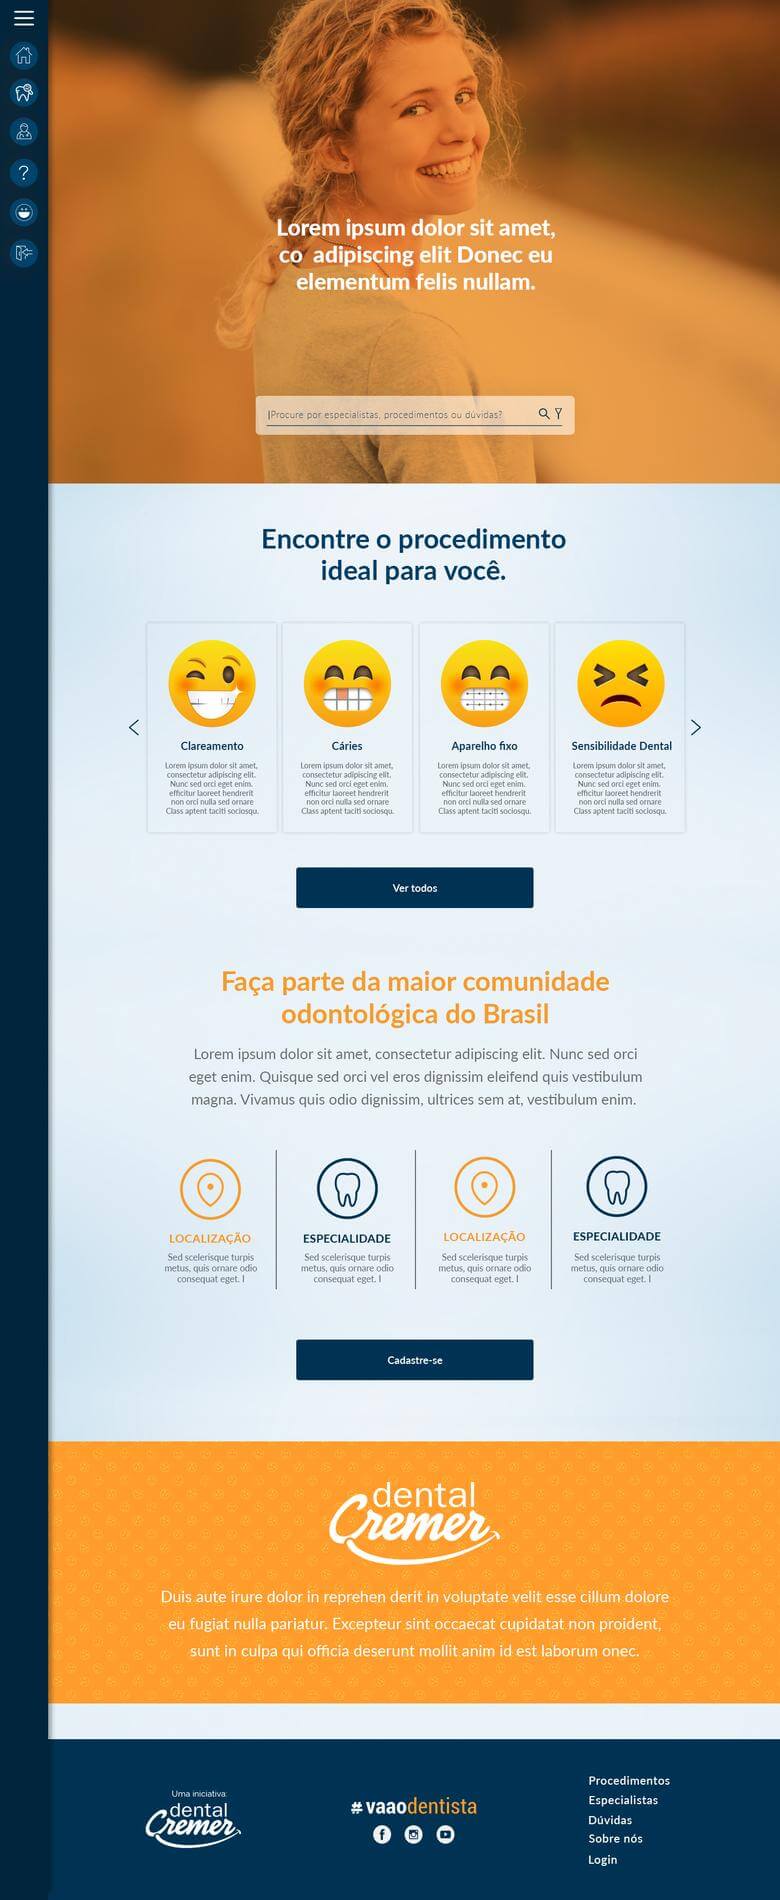 Lorem ipsum dolor sit amet,
co adipiscing elit Donec eu
elementum felis nullam.
Procure por especialistas, procedimentos ou dúvidas?
Encontre o procedimento
ideal para você.
Clareamento
Lorem ipsum dolor sit amet,
consectetur adipiscing elit.
Nunc sed orci eget enim.
efficitur laoreet hendrerit
non orci nulla sed ornare
Class aptent taciti sociosqu.
Cáries
Lorem ipsum dolor sit amet,
consectetur adipiscing elit.
Nunc sed orci eget enim.
efficitur laoreet hendrerit
non orci nulla sed ornare
Class aptent taciti sociosqu.
Aparelho fixo
Lorem ipsum dolor sit amet,
consectetur adipiscing elit.
Nunc sed orci eget enim.
efficitur laoreet hendrerit
non orci nulla sed ornare
Class aptent taciti sociosqu.
Sensibilidade Dental
Lorem ipsum dolor sit amet,
consectetur adipiscing elit.
Nunc sed orci eget enim.
efficitur laoreet hendrerit
non orci nulla sed ornare
Class aptent taciti sociosqu.
Ver todos
Faça parte da maior comunidade
odontológica do Brasil
Lorem ipsum dolor sit amet, consectetur adipiscing elit. Nunc sed orci
eget enim. Quisque sed orci vel eros dignissim eleifend quis vestibulum
magna. Vivamus quis odio dignissim, ultrices sem at, vestibulum enim.
LOCALIZAÇÃO
Sed scelerisque turpis
metus, quis ornare odio
consequat eget. I
ESPECIALIDADE
Sed scelerisque turpis
metus, quis ornare odio
consequat eget. I
LOCALIZAÇÃO
Sed scelerisque turpis
metus, quis ornare odio
consequat eget. I
ESPECIALIDADE
Sed scelerisque turpis
metus, quis ornare odio
consequat eget. I
Cadastre-se
dental
Cremer
Duis aute irure dolor in reprehen derit in voluptate velit esse cillum dolore
eu fugiat nulla pariatur. Excepteur sint occaecat cupidatat non proident,
sunt in culpa qui officia deserunt mollit anim id est laborum onec.
Uma iniciativa:
dental
Cremer
#vaaodentista
Procedimentos
Especialistas
Dúvidas
Sobre nós
Login